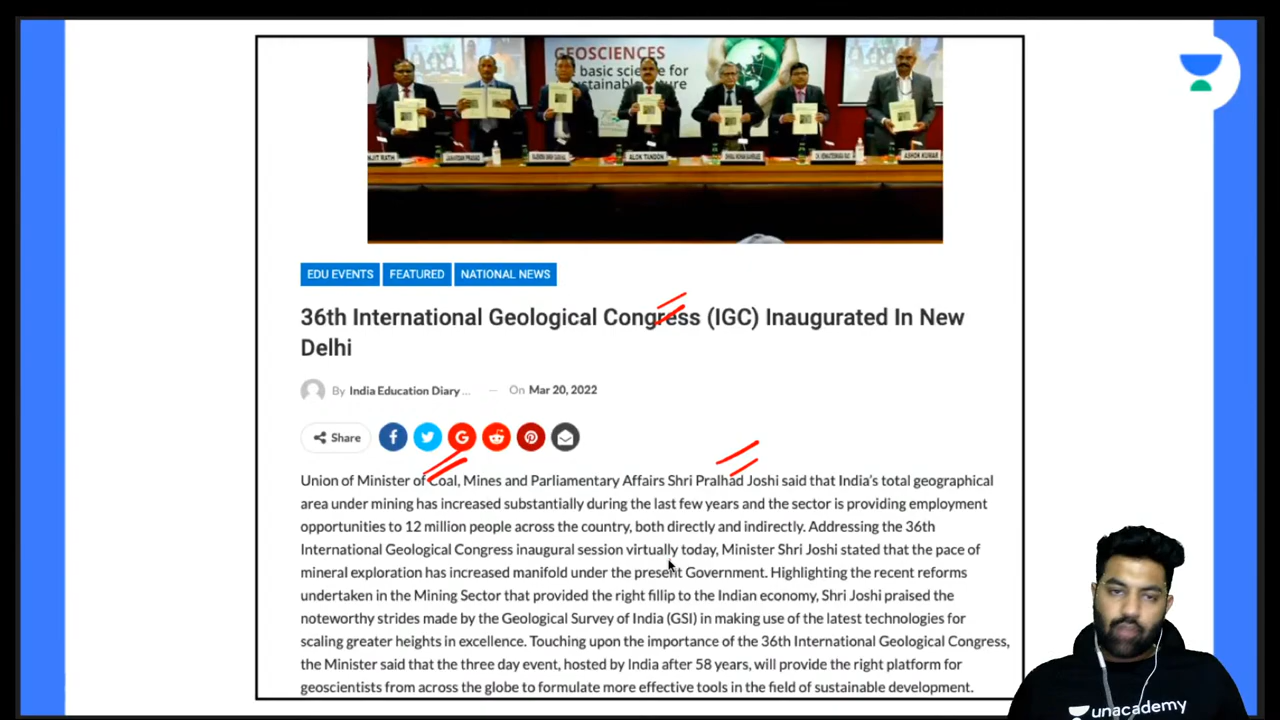 GEOSCIENCES
basic science for
sustainable future
ALOK TANDON
ASHOK KUMAR
EDU EVENTS
FEATURED
NATIONAL NEWS
36th International Geological Congress (IGC) Inaugurated In New
Delhi
By India Education Diary ... — On Mar 20, 2022
Share
Union of Minister of Coal, Mines and Parliamentary Affairs Shri Pralhad Joshi said that India's total geographical
area under mining has increased substantially during the last few years and the sector is providing employment
opportunities to 12 million people across the country, both directly and indirectly. Addressing the 36th
International Geological Congress inaugural session virtually today, Minister Shri Joshi stated that the pace of
mineral exploration has increased manifold under the present Government. Highlighting the recent reforms
undertaken in the Mining Sector that provided the right fillip to the Indian economy, Shri Joshi praised the
noteworthy strides made by the Geological Survey of India (GSI) in making use of the latest technologies for
scaling greater heights in excellence. Touching upon the importance of the 36th International Geological Congress,
the Minister said that the three day event, hosted by India after 58 years, will provide the right platform for
geoscientists from across the globe to formulate more effective tools in the field of sustainable development.
unacademy